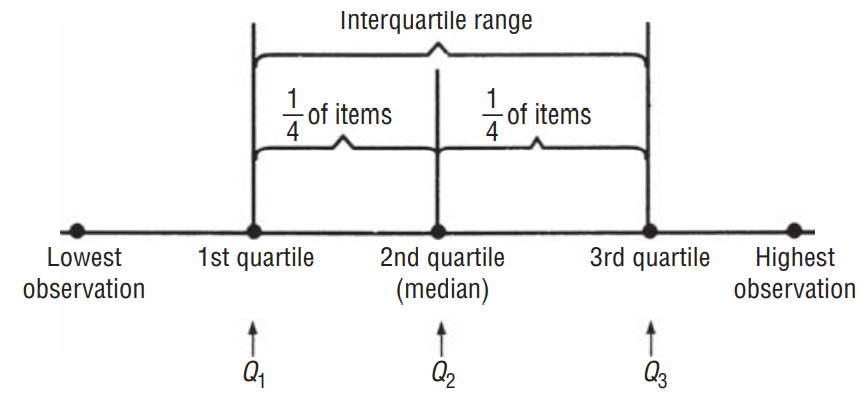 Interquartile range
1/4 of items
1/4 of items
Lowest observation
1st quartile
2nd quartile (median)
3rd quartile
Highest observation
Q1
Q2
Q3